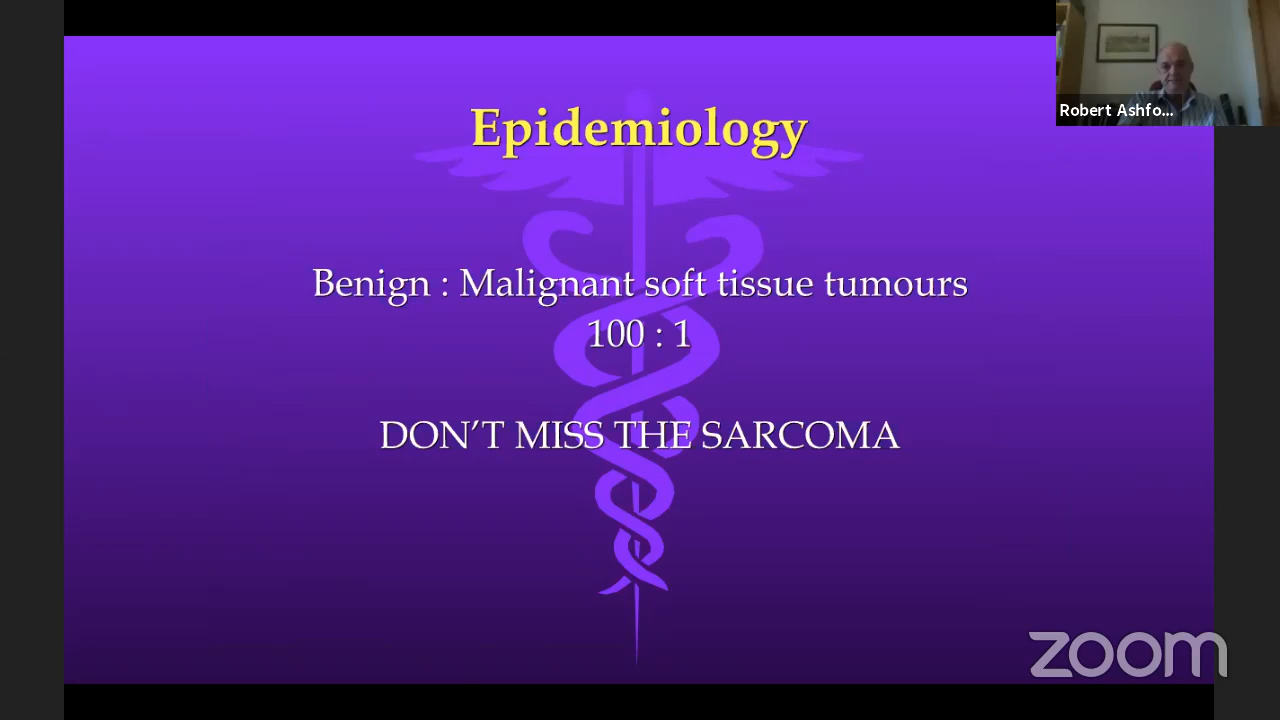 Epidemiology
Robert Ashfo...
Benign : Malignant soft tissue tumours
100 : 1
DON’T MISS THE SARCOMA
zoom